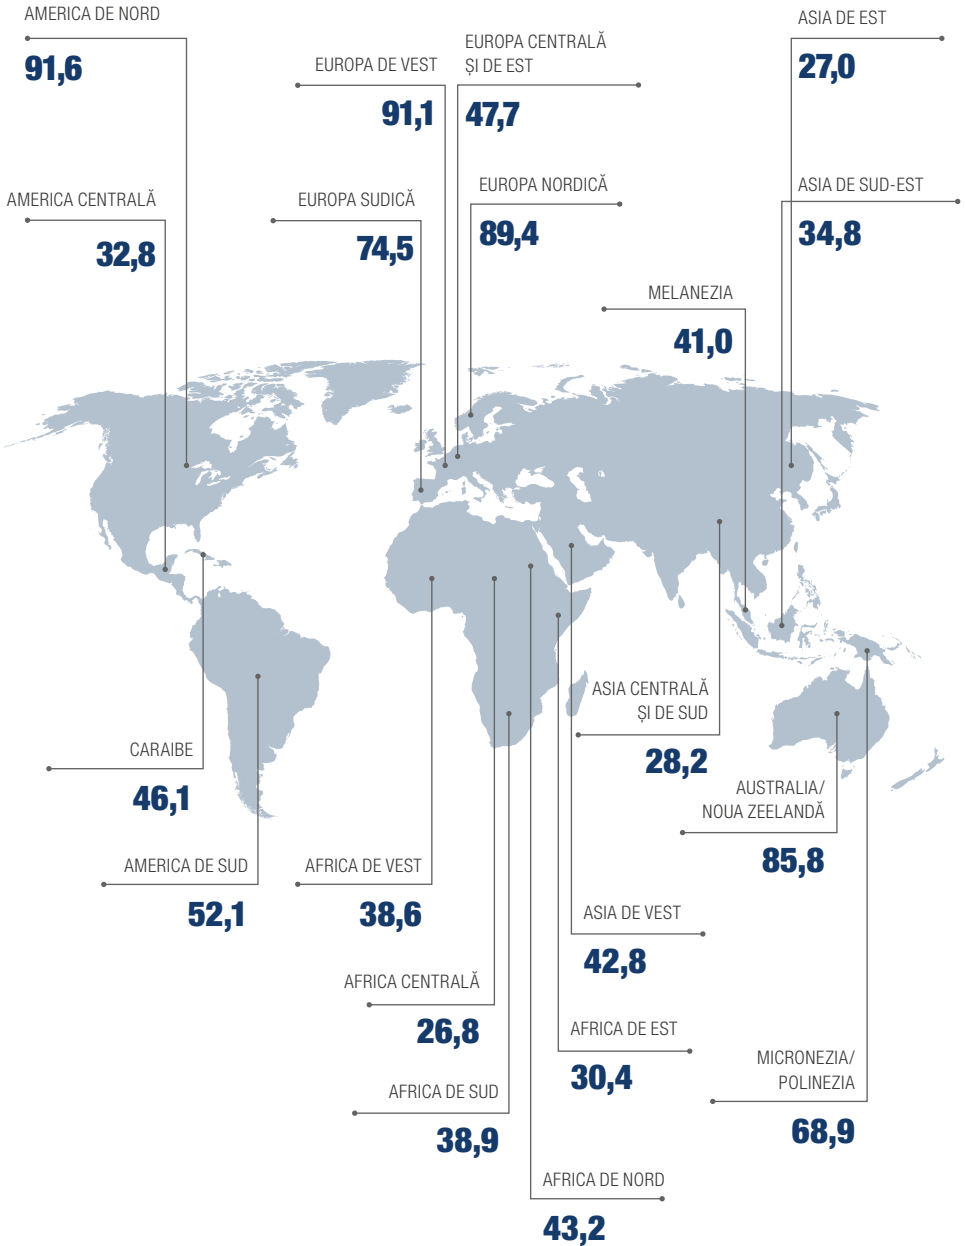 AMERICA DE NORD
91,6
EUROPA DE VEST
91,1
EUROPA CENTRALĂ
ȘI DE EST
47,7
ASIA DE EST
27,0
AMERICA CENTRALĂ
32,8
EUROPA SUDICĂ
74,5
EUROPA NORDICĂ
89,4
ASIA DE SUD-EST
34,8
MELANEZIA
41,0
CARAIBE
46,1
AMERICA DE SUD
52,1
AFRICA DE VEST
38,6
ASIA CENTRALĂ
ȘI DE SUD
28,2
AUSTRALIA/
NOUA ZEELANDĂ
85,8
ASIA DE VEST
42,8
AFRICA CENTRALĂ
26,8
AFRICA DE EST
30,4
MICRONEZIA/
POLINEZIA
68,9
AFRICA DE SUD
38,9
AFRICA DE NORD
43,2